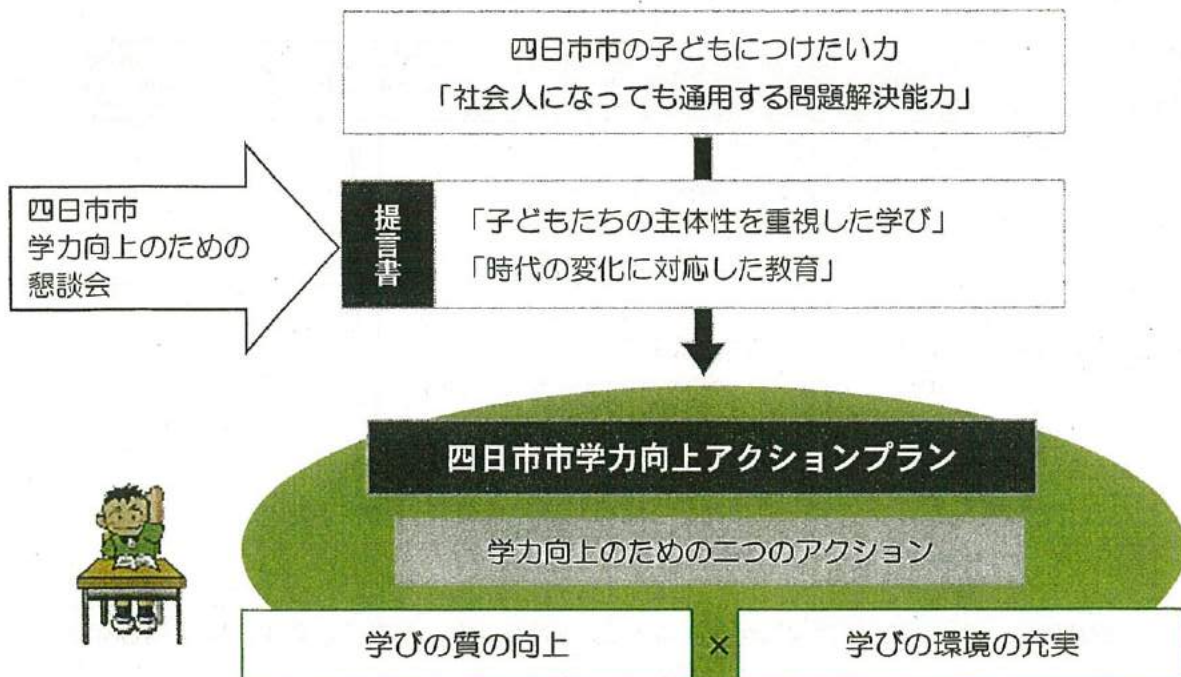 四日市市の子どもにつけたい力
「社会人になっても通用する問題解決能力」
四日市市
学力向上のための
懇談会
提言書
「子どもたちの主体性を重視した学び」
「時代の変化に対応した教育」
四日市市学力向上アクションプラン
学力向上のための二つのアクション
学びの質の向上
×
学びの環境の充実